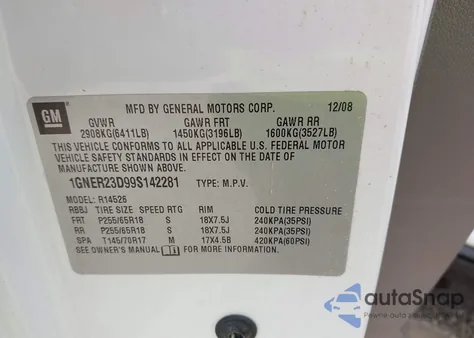 GM
MFD BY GENERAL MOTORS CORP. 12/08
GVWR GAWR FRT GAWR RR
2908KG(6411LB) 1450KG(3196LB) 1600KG(3527LB)
THIS VEHICLE CONFORMS TO ALL APPLICABLE U.S. FEDERAL MOTOR
VEHICLE SAFETY STANDARDS IN EFFECT ON THE DATE OF
MANUFACTURE SHOWN ABOVE.
1GNER23D99S142281 TYPE: M.P.V.
MODEL: R14526
RBBJ TIRE SIZE SPEED RTG RIM COLD TIRE PRESSURE
FRT P255/65R18 S 18X7.5J 240KPA(35PSI)
RR P255/65R18 S 18X7.5J 240KPA(35PSI)
SPA T145/70R17 M 17X4.5B 420KPA(60PSI)
SEE OWNER'S MANUAL FOR MORE INFORMATION.
autoSnap
Pewne auta z